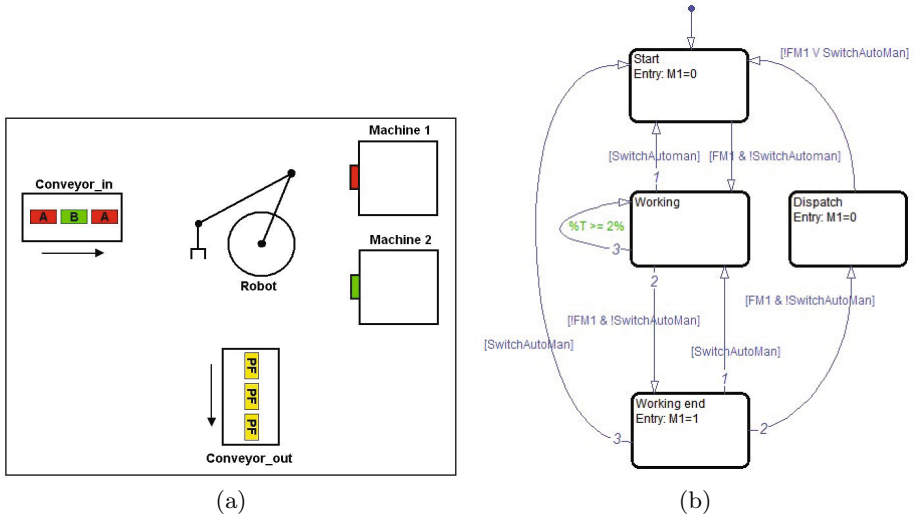 Machine 1
Conveyor_in
A B A
Machine 2
Robot
PF
PF
PF
Conveyor_out
(a)
[!FM1 V SwitchAutoMan]
Start
Entry: M1=0
[SwitchAutoman] [FM1 & !SwitchAutoman]
1
Working
Dispatch
Entry: M1=0
%T >= 2%
3
2
[FM1 & !SwitchAutoMan]
[!FM1 & !SwitchAutoMan]
[SwitchAutoMan]
[SwitchAutoMan]
1
Working end
Entry: M1=1
3
2
(b)